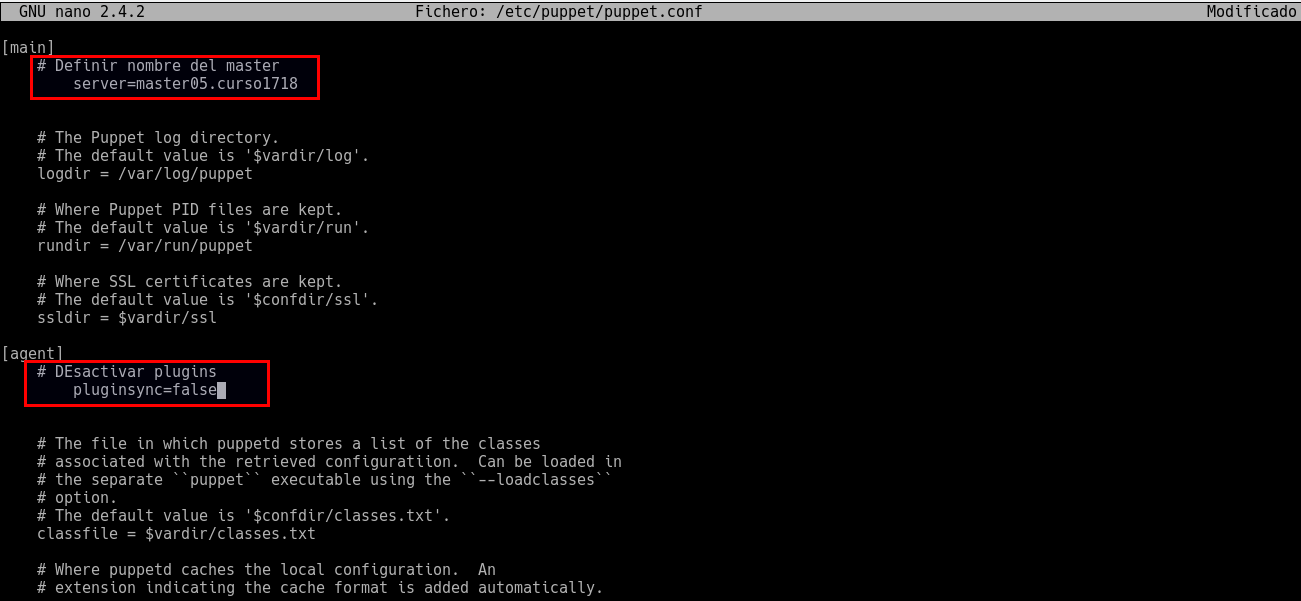 GNU nano 2.4.2 Fichero: /etc/puppet/puppet.conf Modificado
[main]
# Definir nombre del master
server=master05.curso1718
# The Puppet log directory.
# The default value is '$vardir/log'.
logdir = /var/log/puppet
# Where Puppet PID files are kept.
# The default value is '$vardir/run'.
rundir = /var/run/puppet
# Where SSL certificates are kept.
# The default value is '$confdir/ssl'.
ssldir = $vardir/ssl
[agent]
# DEsactivar plugins
pluginsync=false
# The file in which puppetd stores a list of the classes
# associated with the retrieved configuratiion.  Can be loaded in
# the separate ``puppet`` executable using the ``--loadclasses``
# option.
# The default value is '$confdir/classes.txt'.
classfile = $vardir/classes.txt
# Where puppetd caches the local configuration.  An
# extension indicating the cache format is added automatically.